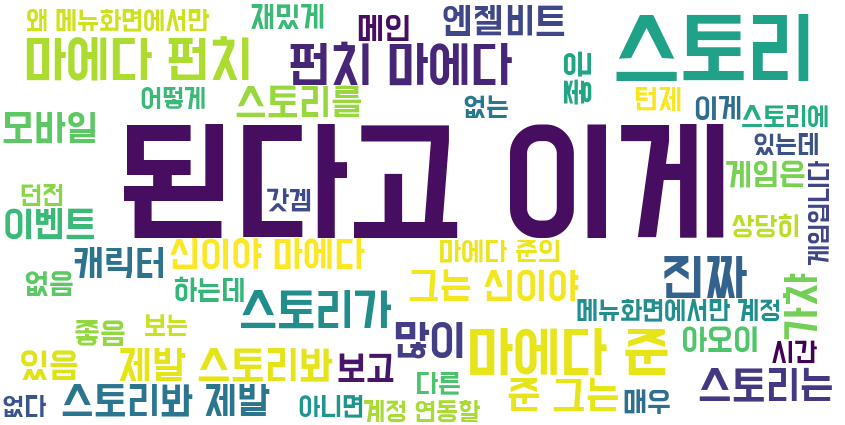 왜 메뉴화면에서만
재밌게
메인
엔젤비트
스토리
마에다 펀치
펀치 마에다
좋은
어떻게
스토리를
없는
턴제
이게
스토리에
모바일
된다고 이게
있는데
게임은
게임입니다
던전
갓겜
이벤트
상당히
캐릭터
신이야 마에다
마에다 준의
진짜
없음
하는데
그는 신이야
가챠
스토리가
메뉴화면에서만 계정
좋음
보는
많이
마에다 준
아오이
시간
있음
제발 스토리봐
보고
다른
스토리는
없다
스토리봐 제발
아니면
계정 연동할
준 그는
매우